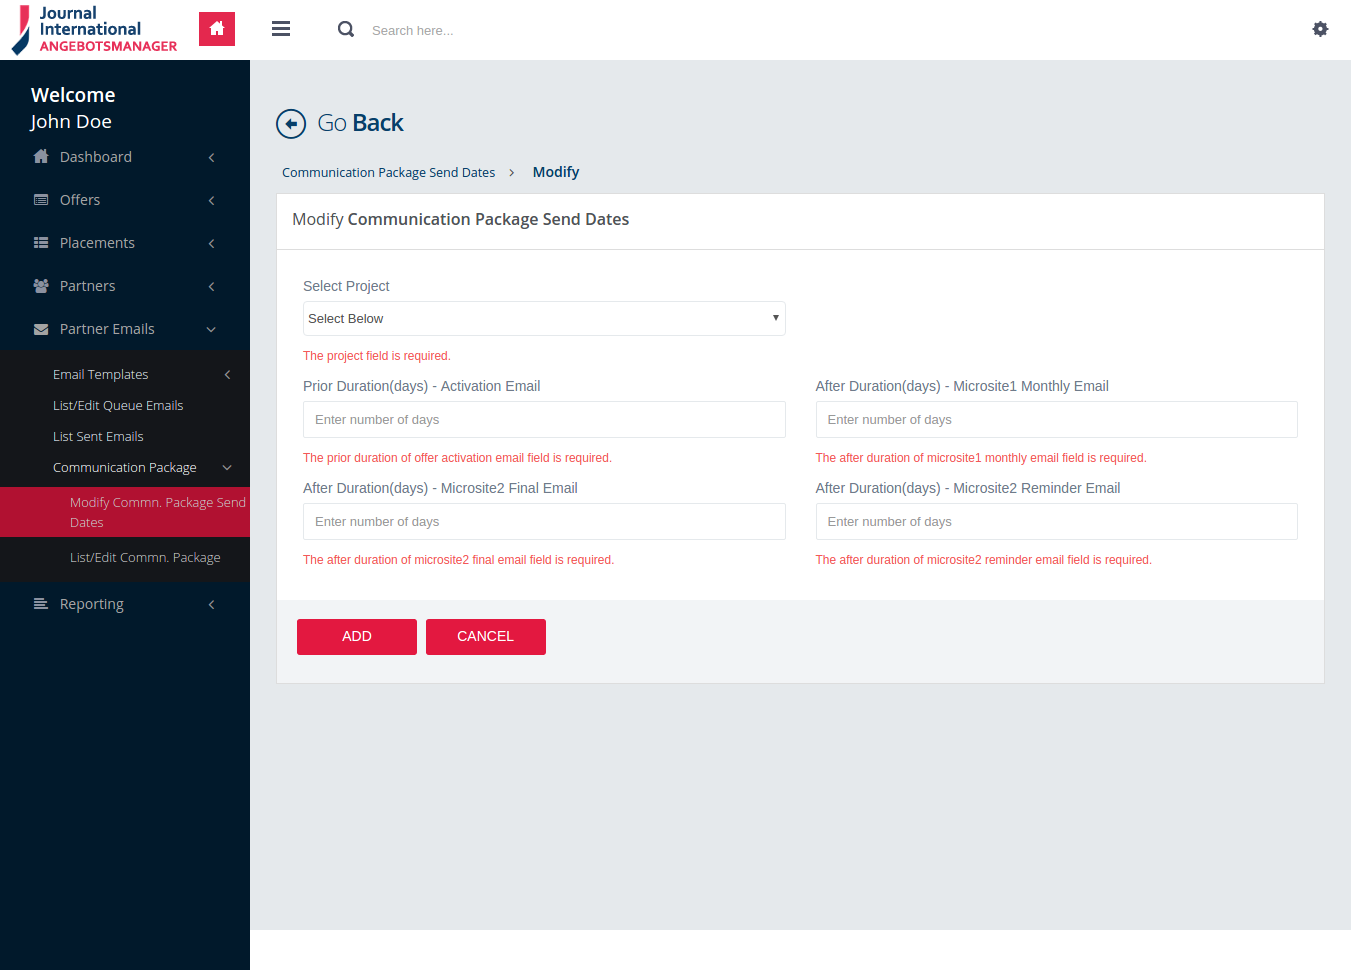 Journal
International
ANGEBOTSMANAGER
Search here...
Welcome
John Doe
Dashboard
Offers
Placements
Partners
Partner Emails
Email Templates
List/Edit Queue Emails
List Sent Emails
Communication Package
Modify Commn. Package Send
Dates
List/Edit Commn. Package
Reporting
Go Back
Communication Package Send Dates > Modify
Modify Communication Package Send Dates
Select Project
Select Below
The project field is required.
Prior Duration(days) - Activation Email
Enter number of days
The prior duration of offer activation email field is required.
After Duration(days) - Microsite1 Monthly Email
Enter number of days
The after duration of microsite1 monthly email field is required.
After Duration(days) - Microsite2 Final Email
Enter number of days
The after duration of microsite2 final email field is required.
After Duration(days) - Microsite2 Reminder Email
Enter number of days
The after duration of microsite2 reminder email field is required.
ADD
CANCEL